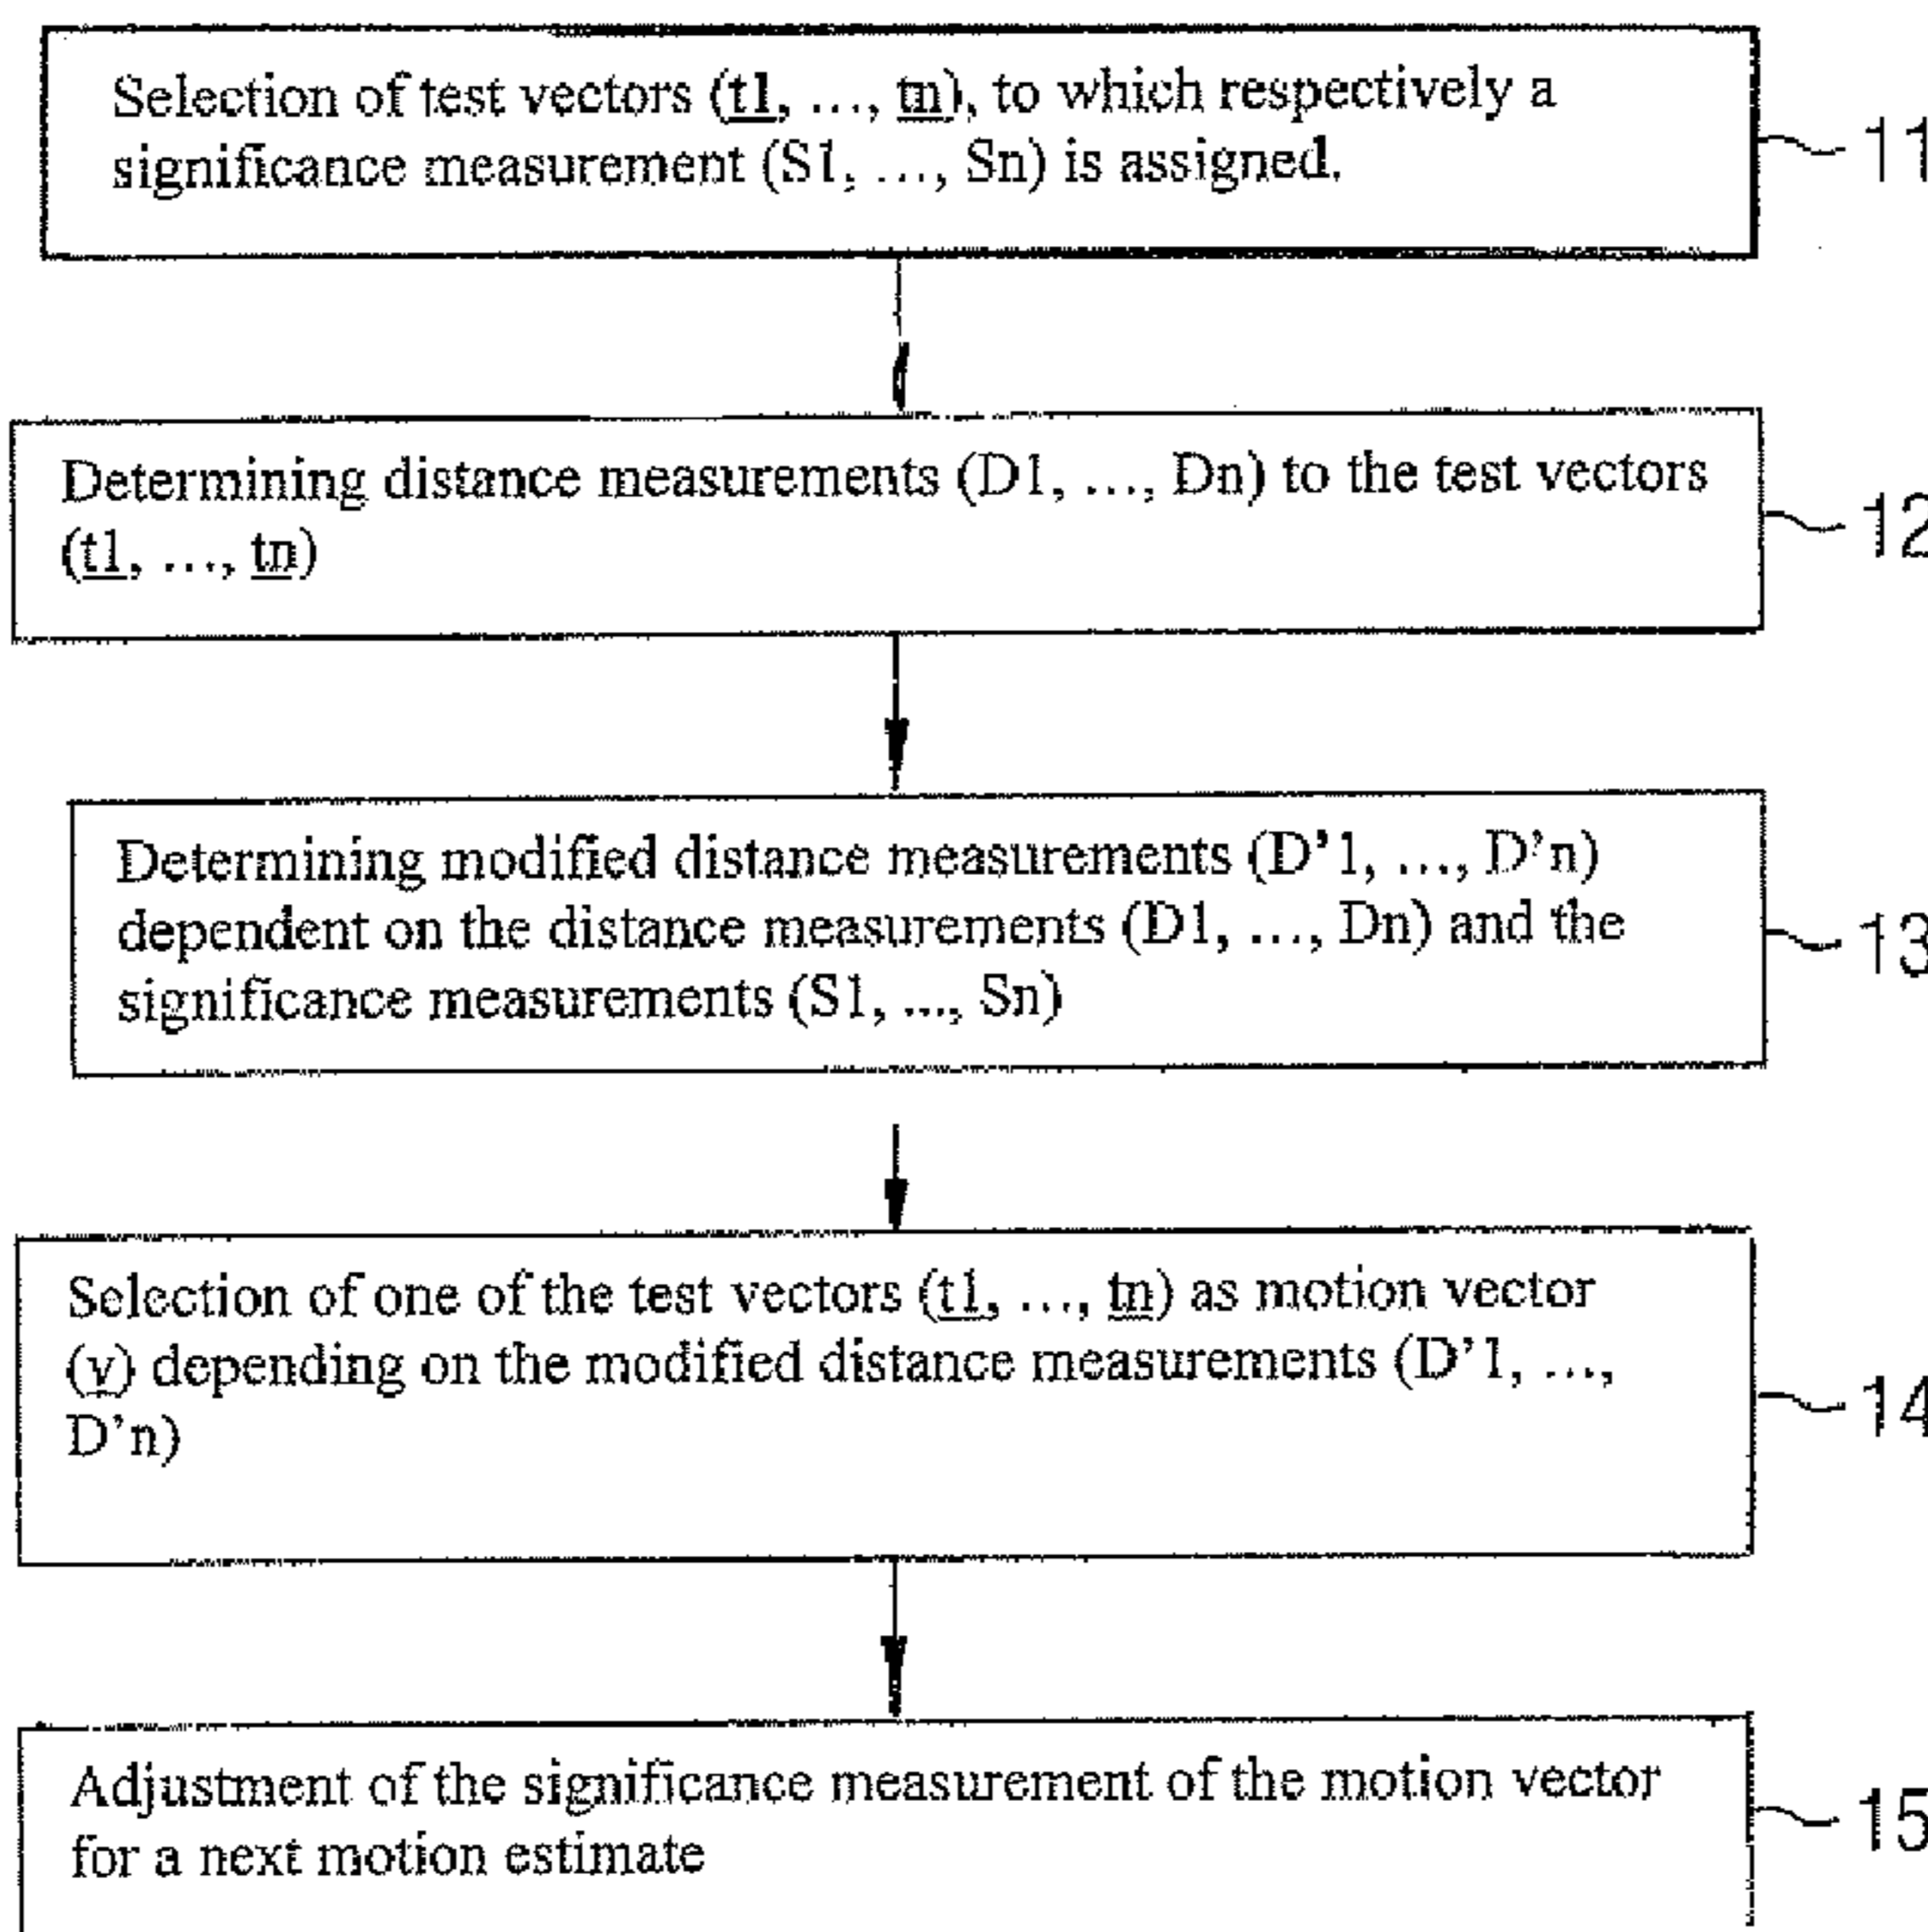 Selection of test vectors (t1, ..., tn), to which respectively a
significance measurement (S1, ..., Sn) is assigned.
11
Determining distance measurements (D1, ..., Dn) to the test vectors
(t1, ..., tn)
12
Determining modified distance measurements (D’1, ..., D’n)
dependent on the distance measurements (D1, ..., Dn) and the
significance measurements (S1, ..., Sn)
13
Selection of one of the test vectors (t1, ..., tn) as motion vector
(v) depending on the modified distance measurements (D’1, ...,
D’n)
14
Adjustment of the significance measurement of the motion vector
for a next motion estimate
15